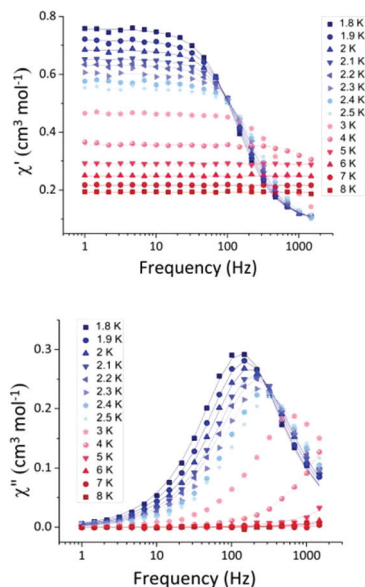 0.8
0.6
0.4
0.2
χ' (cm³ mol⁻¹)
1
10
100
1000
Frequency (Hz)
1.8 K
1.9 K
2 K
2.1 K
2.2 K
2.3 K
2.4 K
2.5 K
3 K
4 K
5 K
6 K
7 K
8 K
0.3
0.2
0.1
0.0
χ'' (cm³ mol⁻¹)
1.8 K
1.9 K
2 K
2.1 K
2.2 K
2.3 K
2.4 K
2.5 K
3 K
4 K
5 K
6 K
7 K
8 K
1
10
100
1000
Frequency (Hz)